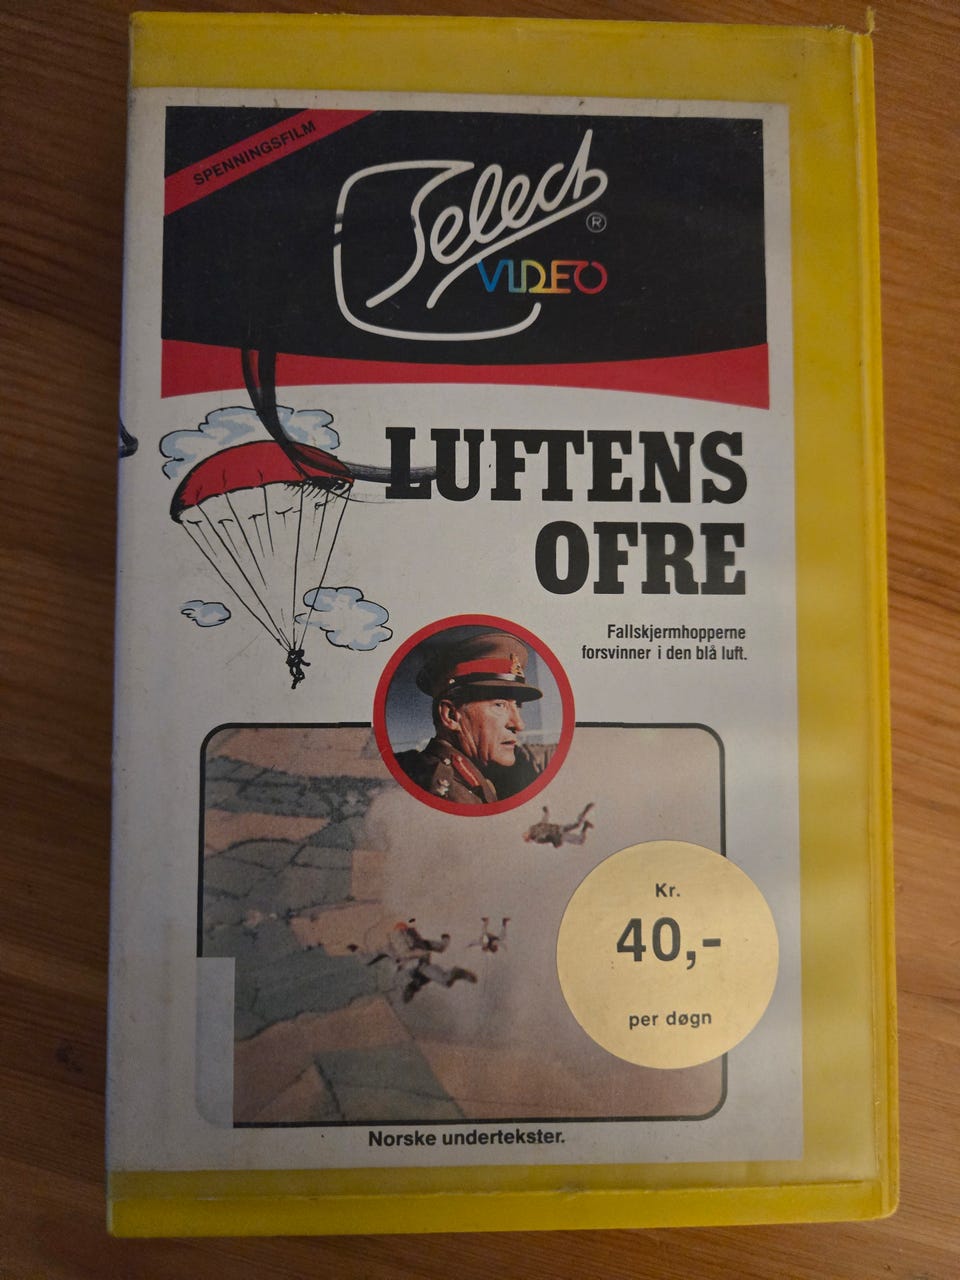 SPENNINGSFILM
Select
®
VIDEO
LUFTENS
OFRE
Fallskjermhopperne
forsvinner i den blå luft.
Kr.
40,-
per døgn
Norske undertekster.